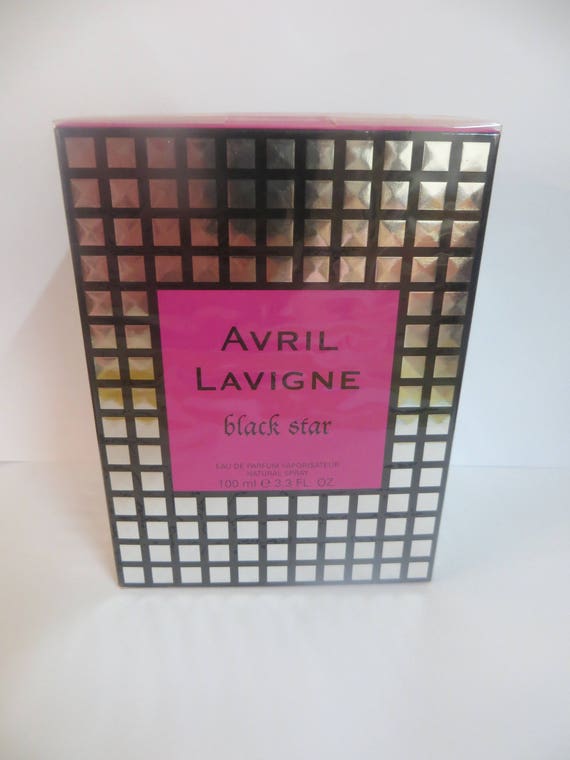 AVRIL
LAVIGNE
black star
EAU DE PARFUM VAPORISATEUR
NATURAL SPRAY
100 ml ℮ 3.3 FL. OZ.